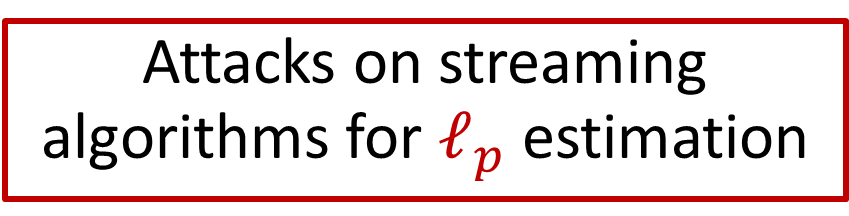 Attacks on streaming
algorithms for ℓₚ estimation